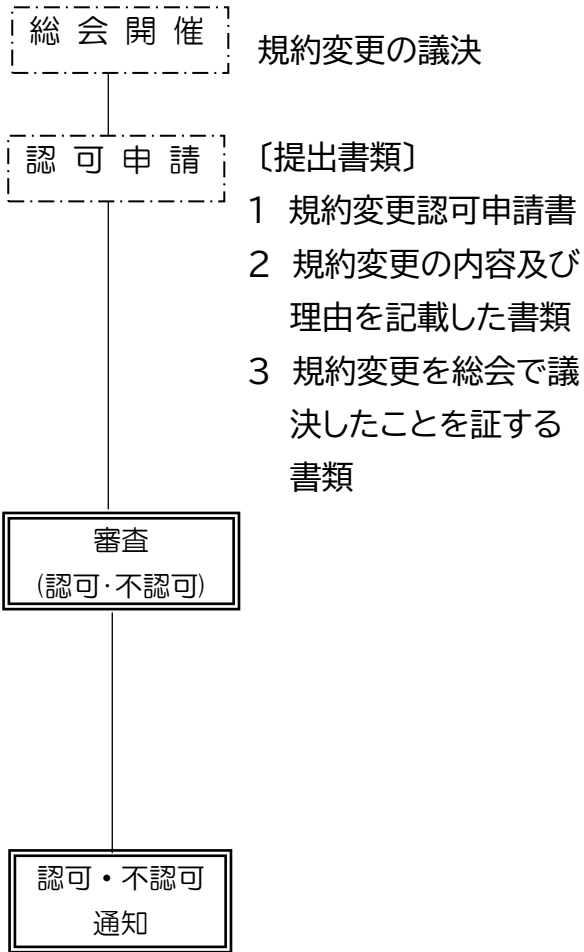 総会開催
規約変更の議決
認可申請
〔提出書類〕
1 規約変更認可申請書
2 規約変更の内容及び
理由を記載した書類
3 規約変更を総会で議
決したことを証する
書類
審査
(認可・不認可)
認可・不認可
通知